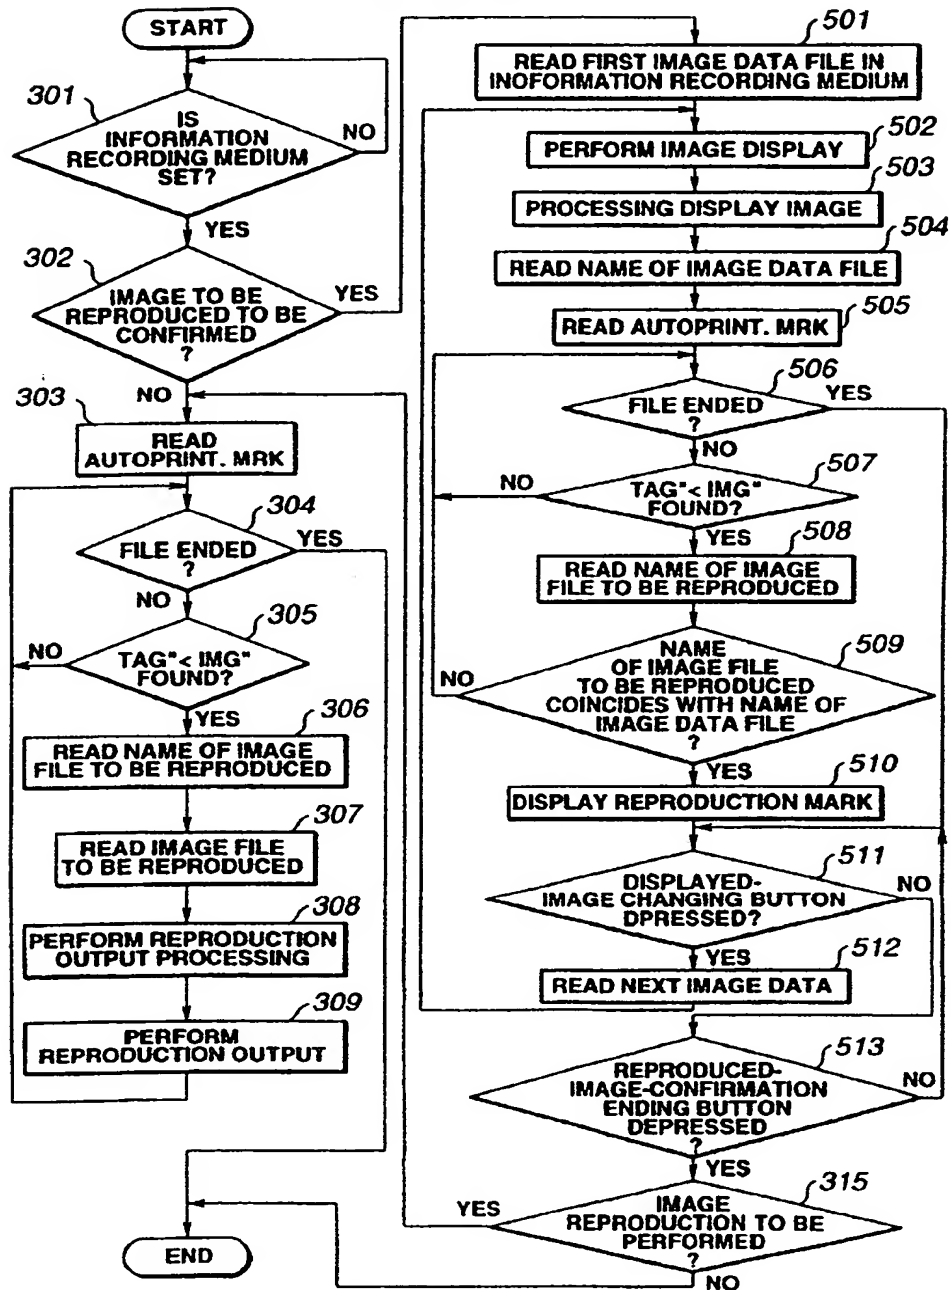 START
301
IS
INFORMATION
RECORDING MEDIUM
SET?
NO
YES
302
IMAGE TO BE
REPRODUCED TO BE
CONFIRMED
?
YES
NO
303
READ
AUTOPRINT. MRK
304
FILE ENDED
?
YES
NO
305
TAG"< IMG"
FOUND?
NO
YES
306
READ NAME OF IMAGE
FILE TO BE REPRODUCED
307
READ IMAGE FILE
TO BE REPRODUCED
308
PERFORM REPRODUCTION
OUTPUT PROCESSING
309
PERFORM
REPRODUCTION OUTPUT
END
501
READ FIRST IMAGE DATA FILE IN
INOFORMATION RECORDING MEDIUM
502
PERFORM IMAGE DISPLAY
503
PROCESSING DISPLAY IMAGE
504
READ NAME OF IMAGE DATA FILE
505
READ AUTOPRINT. MRK
506
FILE ENDED
?
YES
NO
507
TAG"< IMG"
FOUND?
NO
YES
508
READ NAME OF IMAGE
FILE TO BE REPRODUCED
509
NAME
OF IMAGE FILE
TO BE REPRODUCED
COINCIDES WITH NAME OF
IMAGE DATA FILE
?
NO
YES
510
DISPLAY REPRODUCTION MARK
511
DISPLAYED-
IMAGE CHANGING BUTTON
DPRESSED?
NO
YES
512
READ NEXT IMAGE DATA
513
REPRODUCED-
IMAGE-CONFIRMATION
ENDING BUTTON
DEPRESSED
?
NO
YES
315
IMAGE
REPRODUCTION TO BE
PERFORMED
?
YES
NO